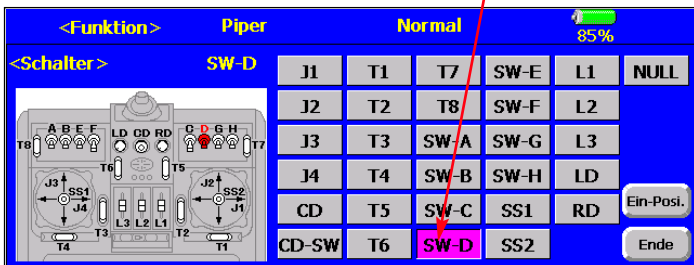 <Funktion> Piper Normal 85%
<Schalter> SW-D
J1 T1 T7 SW-E L1 NULL
J2 T2 T8 SW-F L2
J3 T3 SW-A SW-G L3
J4 T4 SW-B SW-H LD
CD T5 SW-C SS1 RD Ein-Posi.
CD-SW T6 SW-D SS2 Ende
A B E F LD CD RD C D G H
T8 T7
T6 T5
J3 SS1 J4 J2 SS2 J1
L3 L2 L1
T3 T2
T4 T1